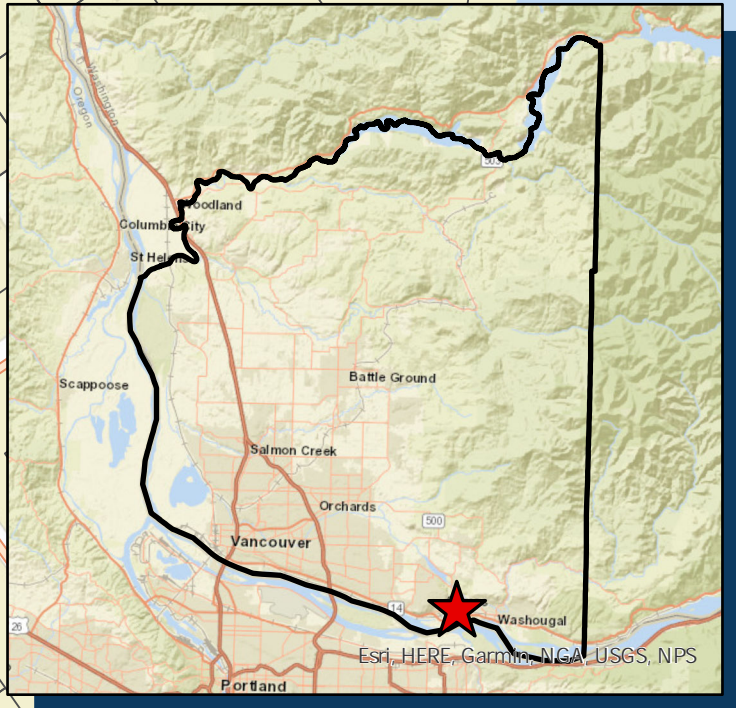 Washington
Oregon
503
Woodland
Columbia City
St Helens
Scappoose
Battle Ground
Salmon Creek
Orchards
500
Vancouver
14
Washougal
26
Esri, HERE, Garmin, NGA, USGS, NPS
Portland